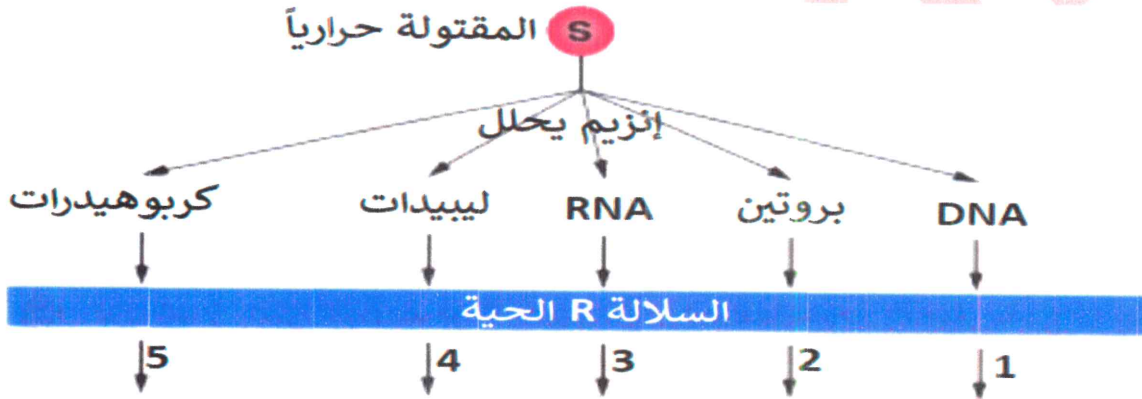 S المقتولة حرارياً
إنزيم يحلل
DNA بروتين RNA ليبيدات كربوهيدرات
السلالة R الحية
1 2 3 4 5